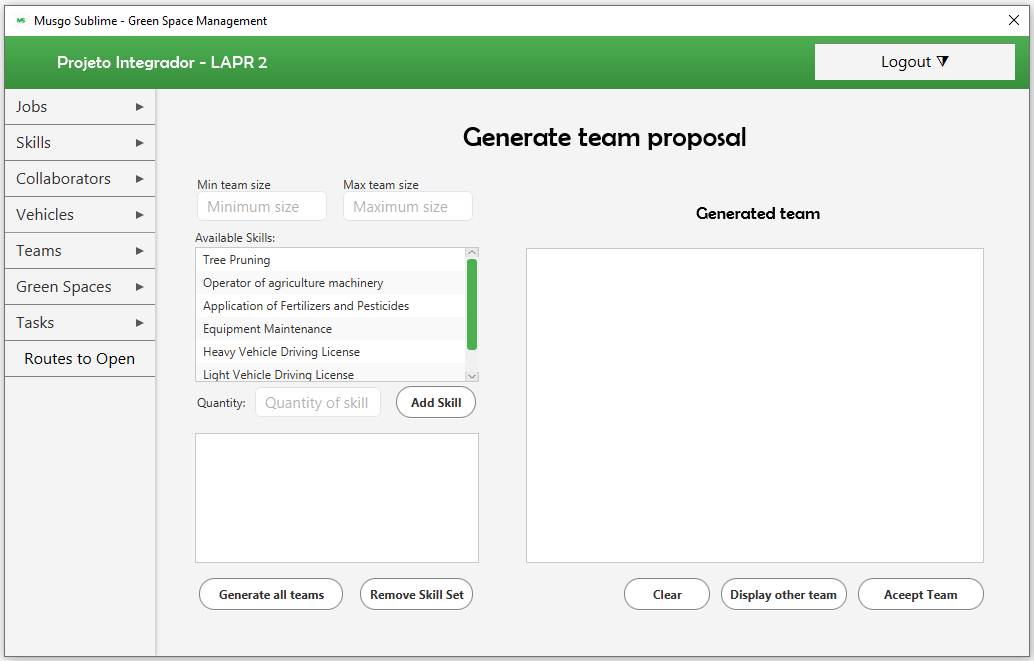 MS Musgo Sublime - Green Space Management
Projeto Integrador - LAPR 2
Logout
Jobs
Skills
Collaborators
Vehicles
Teams
Green Spaces
Tasks
Routes to Open
Generate team proposal
Min team size
Max team size
Minimum size
Maximum size
Available Skills:
Tree Pruning
Operator of agriculture machinery
Application of Fertilizers and Pesticides
Equipment Maintenance
Heavy Vehicle Driving License
Light Vehicle Driving License
Quantity:
Quantity of skill
Add Skill
Generate all teams
Remove Skill Set
Generated team
Clear
Display other team
Aceept Team